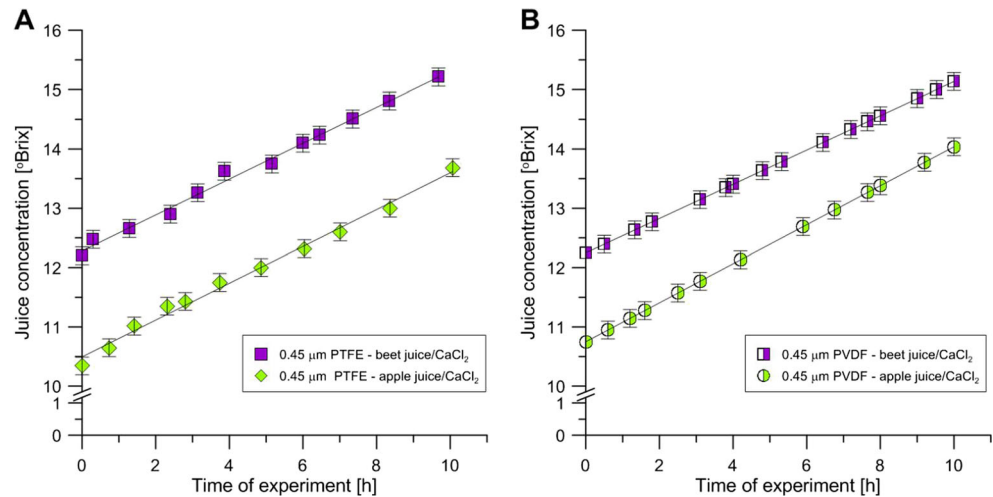 A
16
15
14
13
12
11
10
1
0
Juice concentration [ºBrix]
0.45 µm PTFE - beet juice/CaCl₂
0.45 µm PTFE - apple juice/CaCl₂
0 2 4 6 8 10
Time of experiment [h]
B
16
15
14
13
12
11
10
1
0
Juice concentration [ºBrix]
0.45 µm PVDF - beet juice/CaCl₂
0.45 µm PVDF - apple juice/CaCl₂
0 2 4 6 8 10
Time of experiment [h]